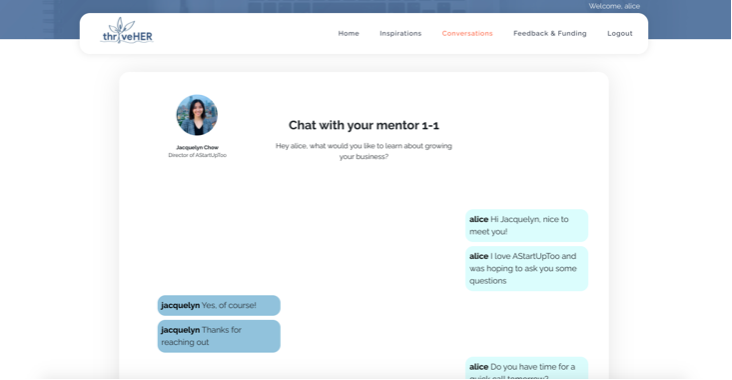 Welcome, alice
thriveHER
Home
Inspirations
Conversations
Feedback & Funding
Logout
Chat with your mentor 1-1
Jacquelyn Chow
Director of AStartUpToo
Hey alice, what would you like to learn about growing
your business?
alice Hi Jacquelyn, nice to
meet you!
alice I love AStartUpToo and
was hoping to ask you some
questions
jacquelyn Yes, of course!
jacquelyn Thanks for
reaching out
alice Do you have time for a
quick call tomorrow?